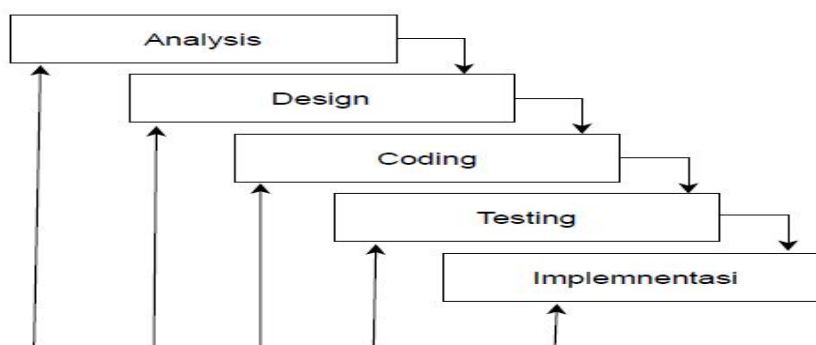 Analysis
Design
Coding
Testing
Implemnentasi